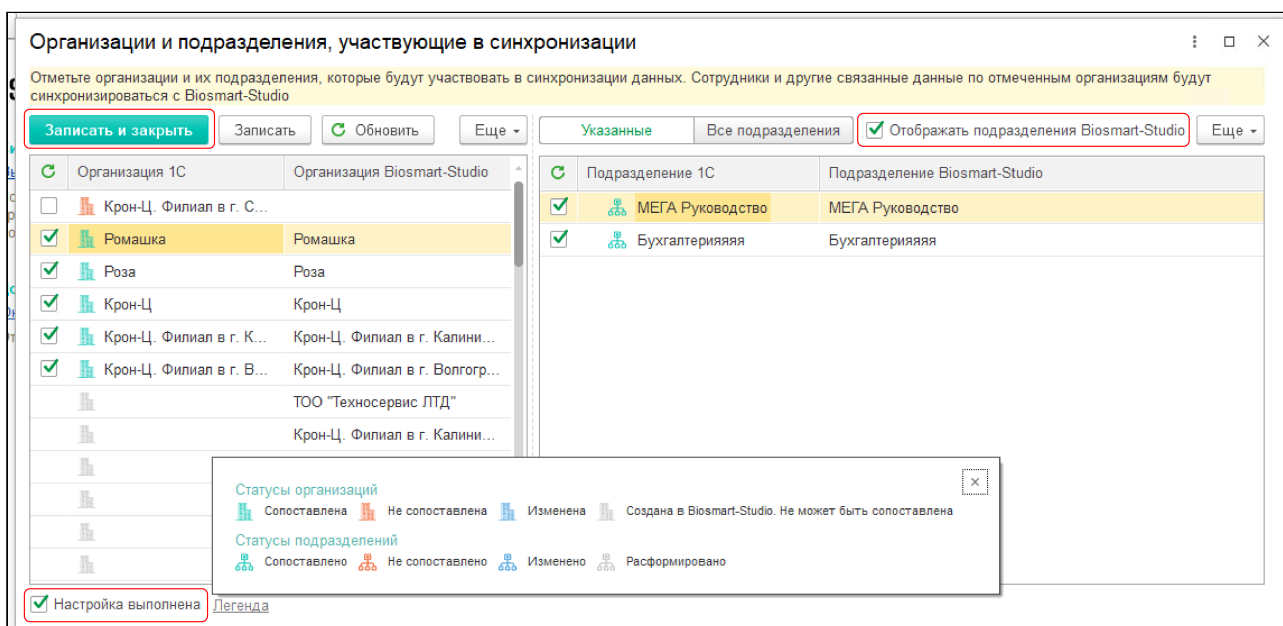 Организации и подразделения, участвующие в синхронизации
Отметьте организации и их подразделения, которые будут участвовать в синхронизации данных. Сотрудники и другие связанные данные по отмеченным организациям будут
синхронизироваться с Biosmart-Studio
Записать и закрыть Записать Обновить Еще Указанные Все подразделения Отображать подразделения Biosmart-Studio Еще
Организация 1С Организация Biosmart-Studio Подразделение 1С Подразделение Biosmart-Studio
Крон-Ц. Филиал в г. С... МЕГА Руководство МЕГА Руководство
Ромашка Ромашка Бухгалтерияяяя Бухгалтерияяяя
Роза Роза
Крон-Ц Крон-Ц
Крон-Ц. Филиал в г. К... Крон-Ц. Филиал в г. Калини...
Крон-Ц. Филиал в г. В... Крон-Ц. Филиал в г. Волгогр...
ТОО "Техносервис ЛТД"
Крон-Ц. Филиал в г. Калини...
Статусы организаций
Сопоставлена Не сопоставлена Изменена Создана в Biosmart-Studio. Не может быть сопоставлена
Статусы подразделений
Сопоставлено Не сопоставлено Изменено Расформировано
Настройка выполнена Легенда